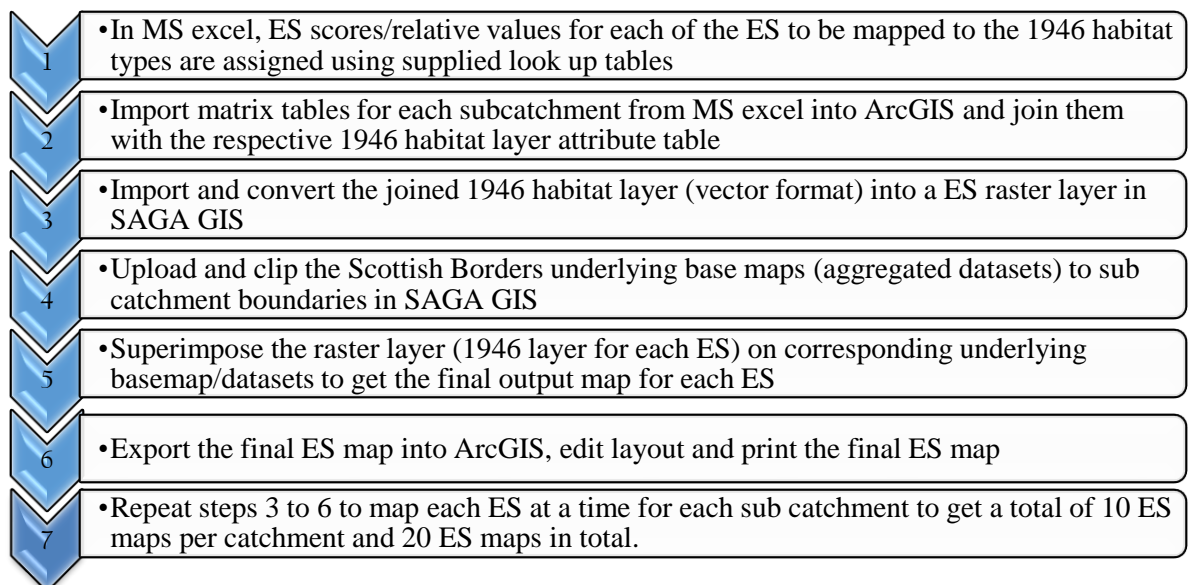 1
•In MS excel, ES scores/relative values for each of the ES to be mapped to the 1946 habitat
types are assigned using supplied look up tables
2
•Import matrix tables for each subcatchment from MS excel into ArcGIS and join them
with the respective 1946 habitat layer attribute table
3
•Import and convert the joined 1946 habitat layer (vector format) into a ES raster layer in
SAGA GIS
4
•Upload and clip the Scottish Borders underlying base maps (aggregated datasets) to sub
catchment boundaries in SAGA GIS
5
•Superimpose the raster layer (1946 layer for each ES) on corresponding underlying
basemap/datasets to get the final output map for each ES
6
•Export the final ES map into ArcGIS, edit layout and print the final ES map
7
•Repeat steps 3 to 6 to map each ES at a time for each sub catchment to get a total of 10 ES
maps per catchment and 20 ES maps in total.